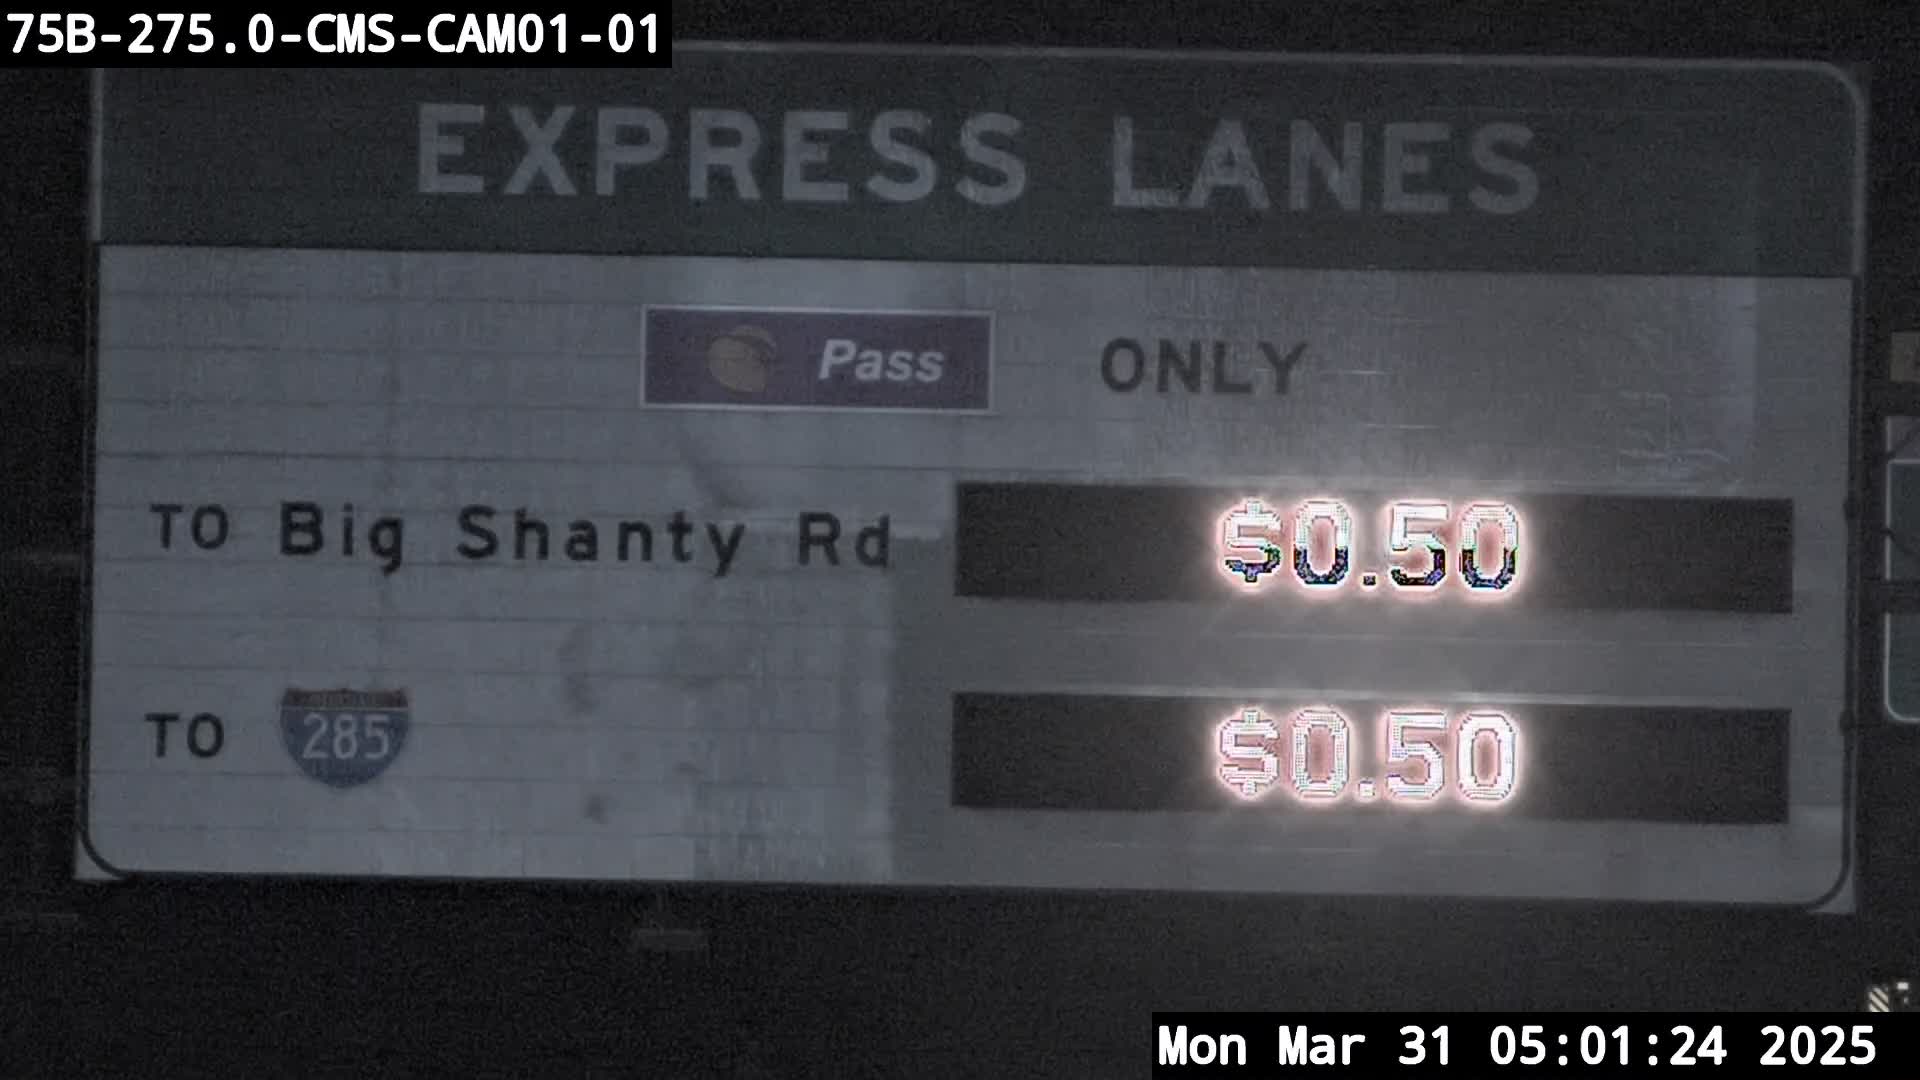 75B-275.0-CMS-CAM01-01
EXPRESS LANES
Pass ONLY
TO Big Shanty Rd $0.50
TO 285 $0.50
Mon Mar 31 05:01:24 2025